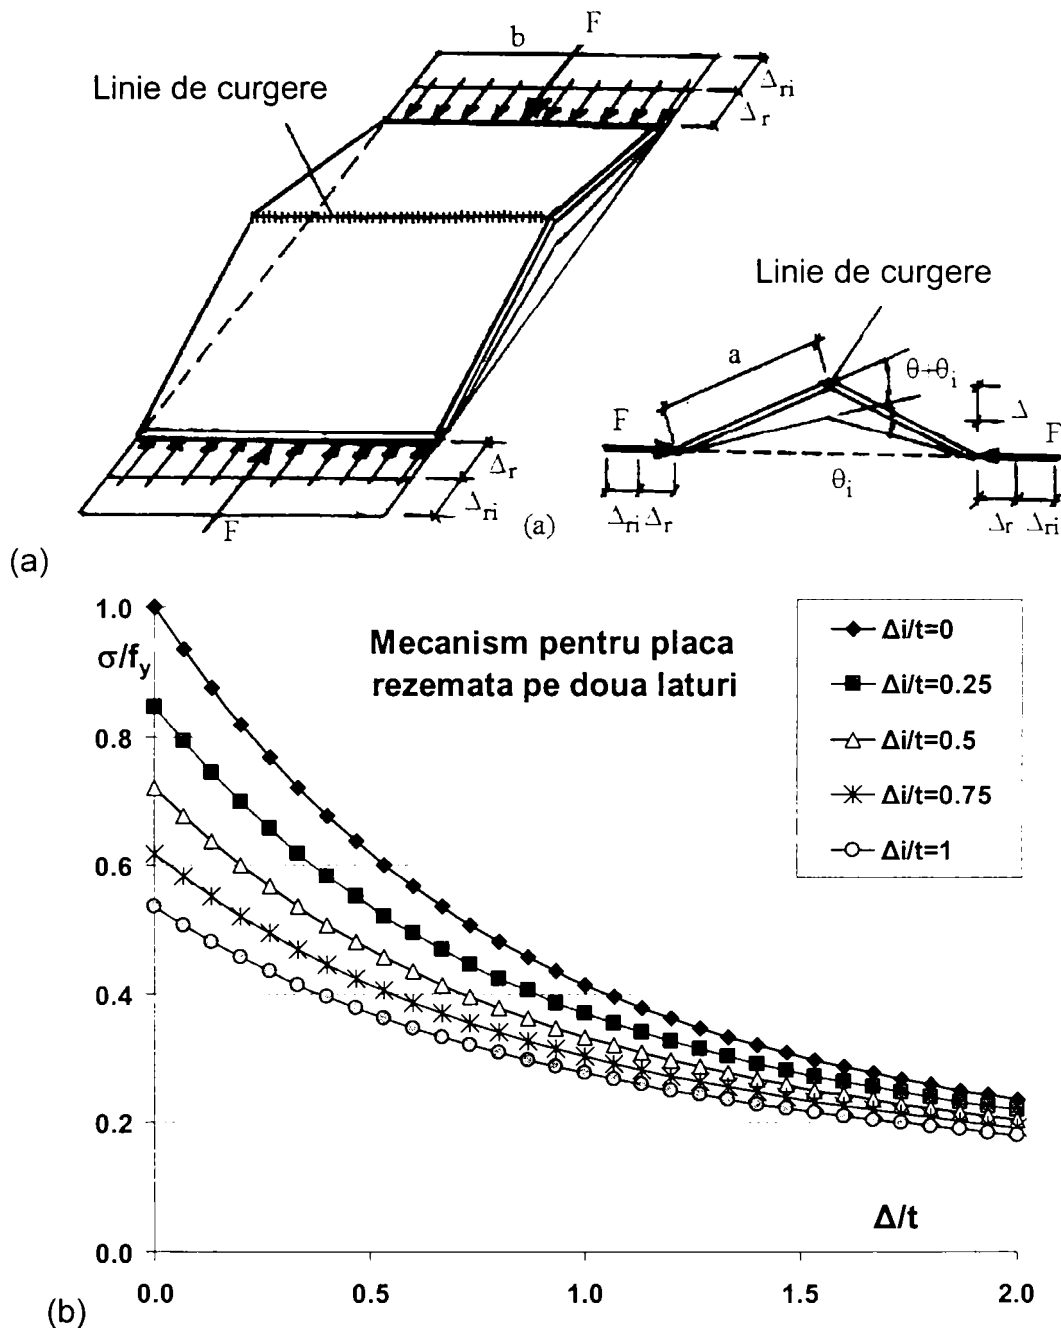 b
F
Δri
Δr
Linie de curgere
Linie de curgere
a
θ+θi
Δ
F
F
θi
Δri Δr
Δr Δri
Δr
Δri
F
(a)
(a)
1.0
σ/fy
0.8
0.6
0.4
0.2
0.0
Mecanism pentru placa
rezemata pe doua laturi
Δi/t=0
Δi/t=0.25
Δi/t=0.5
Δi/t=0.75
Δi/t=1
Δ/t
0.0 0.5 1.0 1.5 2.0
(b)